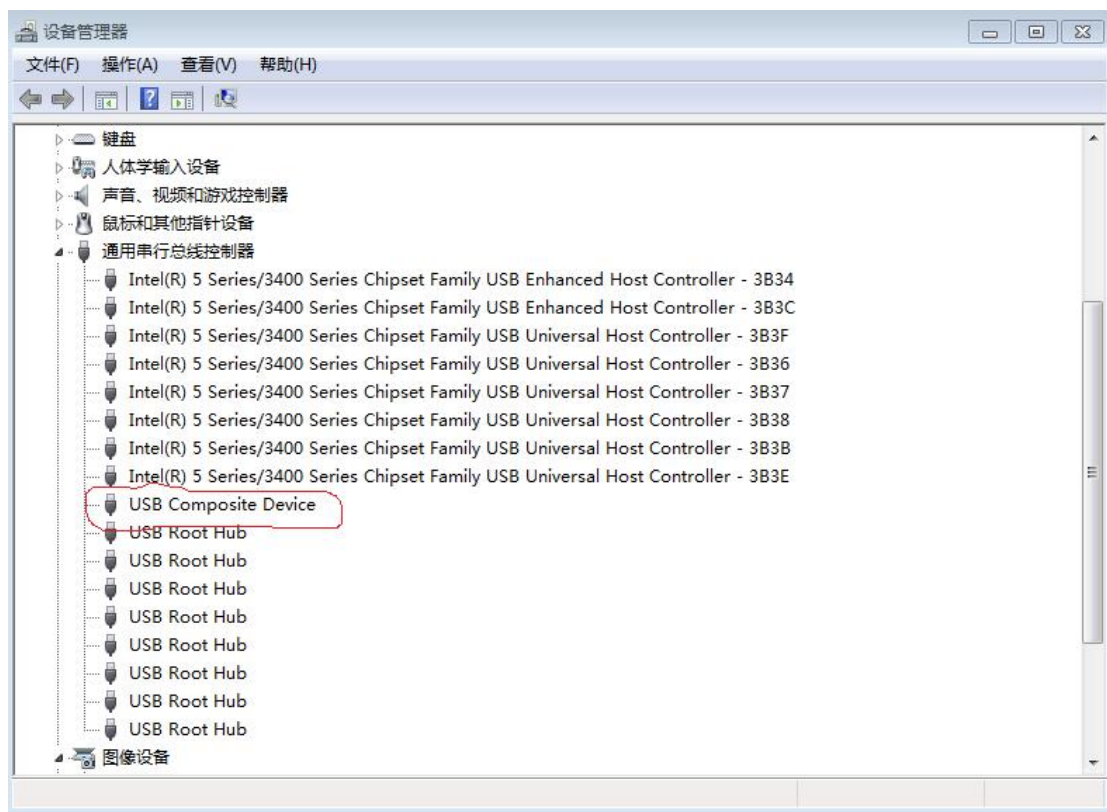 设备管理器
文件(F) 操作(A) 查看(V) 帮助(H)
键盘
人体学输入设备
声音、视频和游戏控制器
鼠标和其他指针设备
通用串行总线控制器
Intel(R) 5 Series/3400 Series Chipset Family USB Enhanced Host Controller - 3B34
Intel(R) 5 Series/3400 Series Chipset Family USB Enhanced Host Controller - 3B3C
Intel(R) 5 Series/3400 Series Chipset Family USB Universal Host Controller - 3B3F
Intel(R) 5 Series/3400 Series Chipset Family USB Universal Host Controller - 3B36
Intel(R) 5 Series/3400 Series Chipset Family USB Universal Host Controller - 3B37
Intel(R) 5 Series/3400 Series Chipset Family USB Universal Host Controller - 3B38
Intel(R) 5 Series/3400 Series Chipset Family USB Universal Host Controller - 3B3B
Intel(R) 5 Series/3400 Series Chipset Family USB Universal Host Controller - 3B3E
USB Composite Device
USB Root Hub
USB Root Hub
USB Root Hub
USB Root Hub
USB Root Hub
USB Root Hub
USB Root Hub
USB Root Hub
图像设备